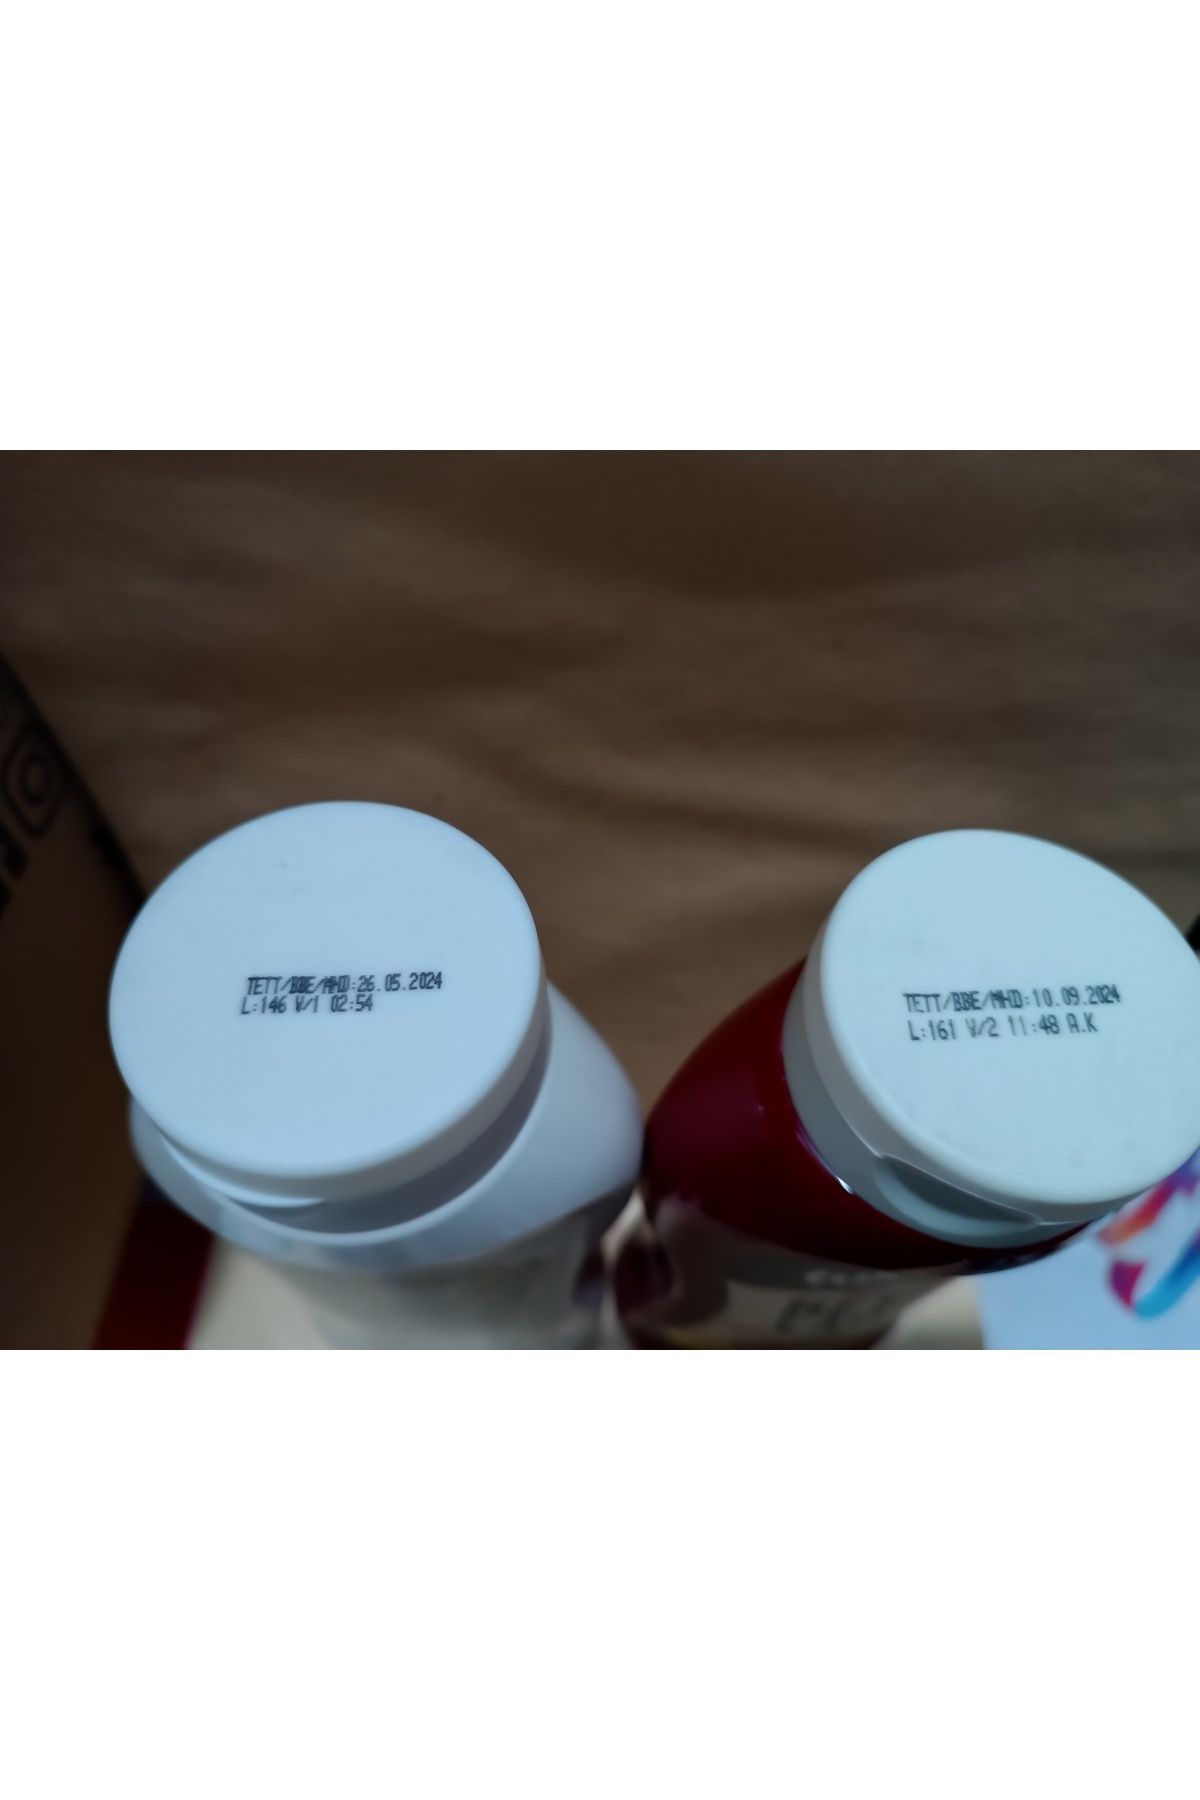 TETT/BBE/MHD:26.05.2024
L:146 V/1 02:54
TETT/BBE/MHD:10.09.2024
L:161 V/2 11:48 A.K